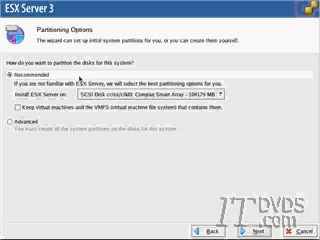 ESX Server 3
Partitioning Options
The wizard can set up initial system partitions for you, or you can create them yourself.
How do you want to partition the disks for this system?
Recommended
If you are not familiar with ESX Server, we will select the best partitioning options for you.
Install ESX Server on:
SCSI Disk cciss/c0d0: Compaq Smart Array - 104179 MB
Keep virtual machines and the VMFS (virtual machine file system) that contains them.
Advanced
You must create all the system partitions on the disks for this system.
ITDVDS.com
Back
Next
Cancel